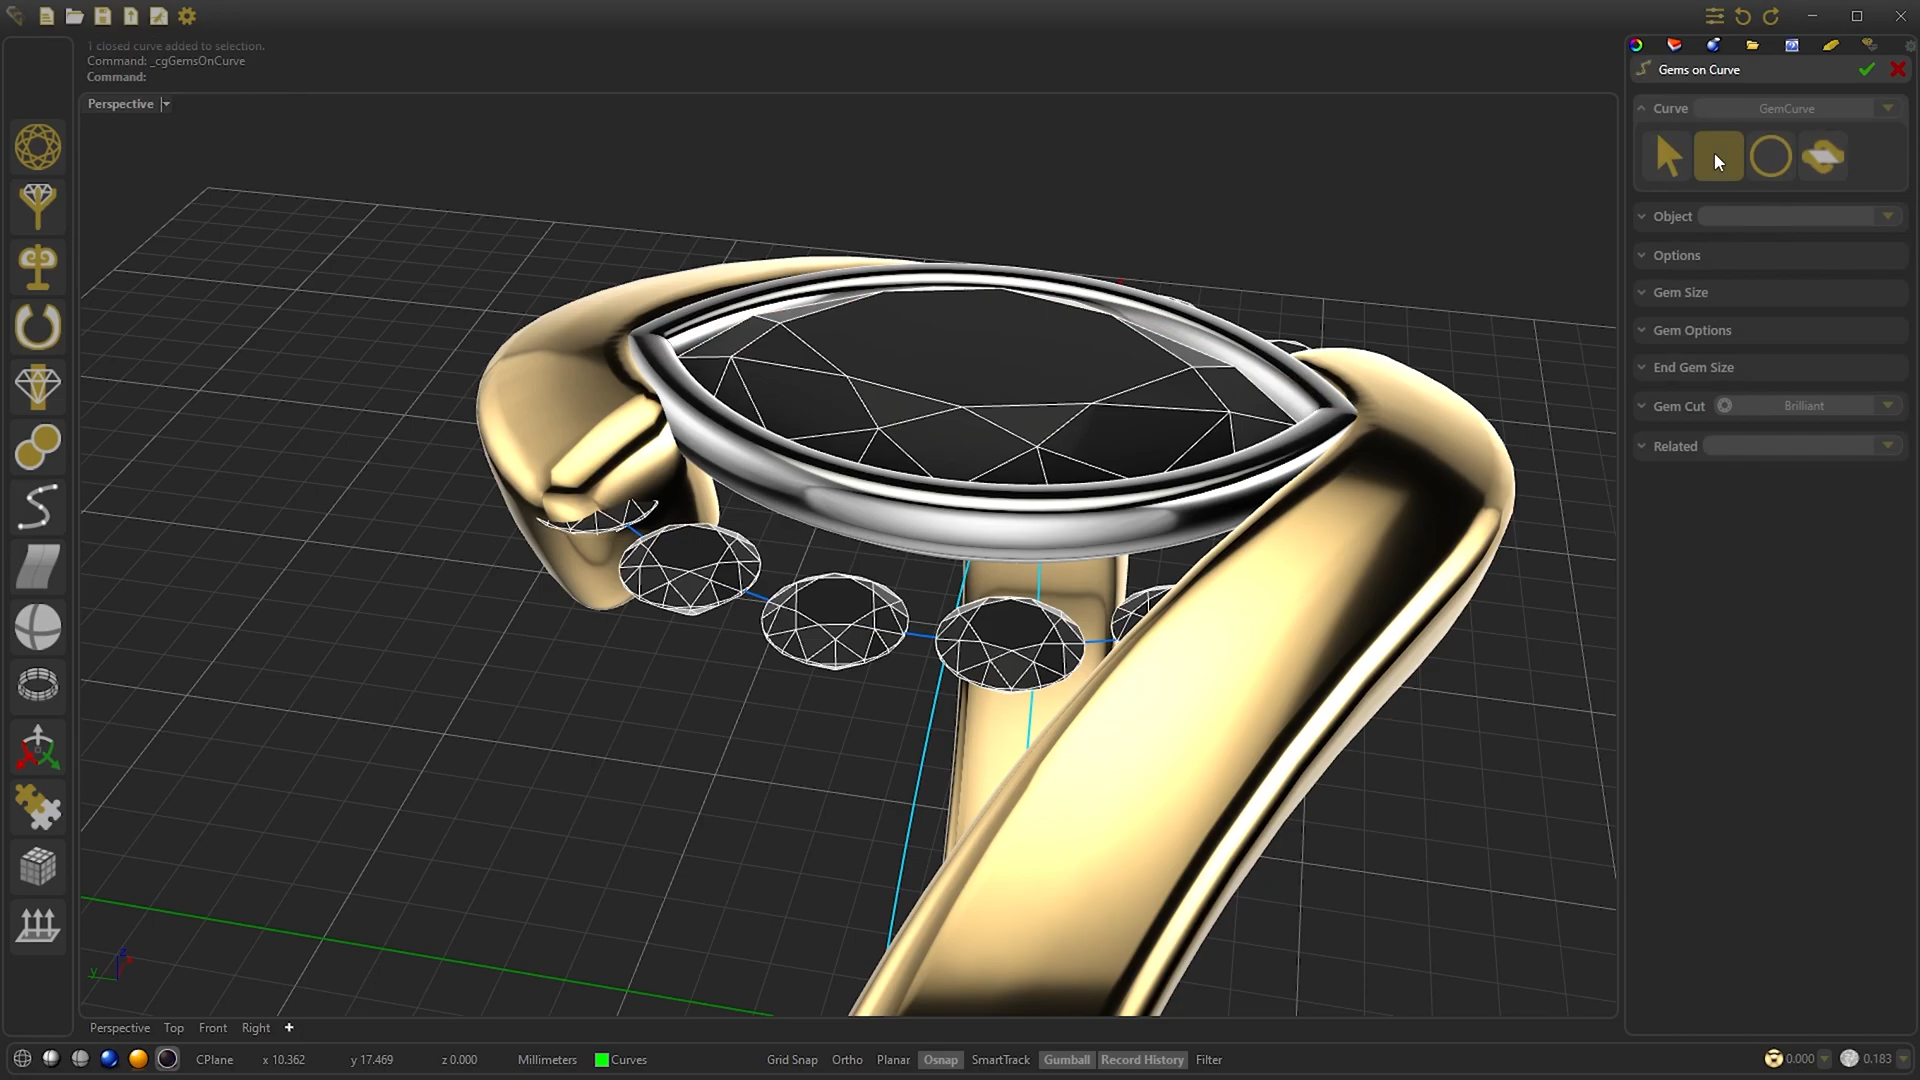 1 closed curve added to selection.
Command: _cgGemsOnCurve
Command:
Perspective
Gems on Curve
Curve GemCurve
Object
Options
Gem Size
Gem Options
End Gem Size
Gem Cut Brilliant
Related
y
Perspective Top Front Right
CPlane x 10.362 y 17.469 z 0.000 Millimeters Curves Grid Snap Ortho Planar Osnap SmartTrack Gumball Record History Filter 0.000 0.183